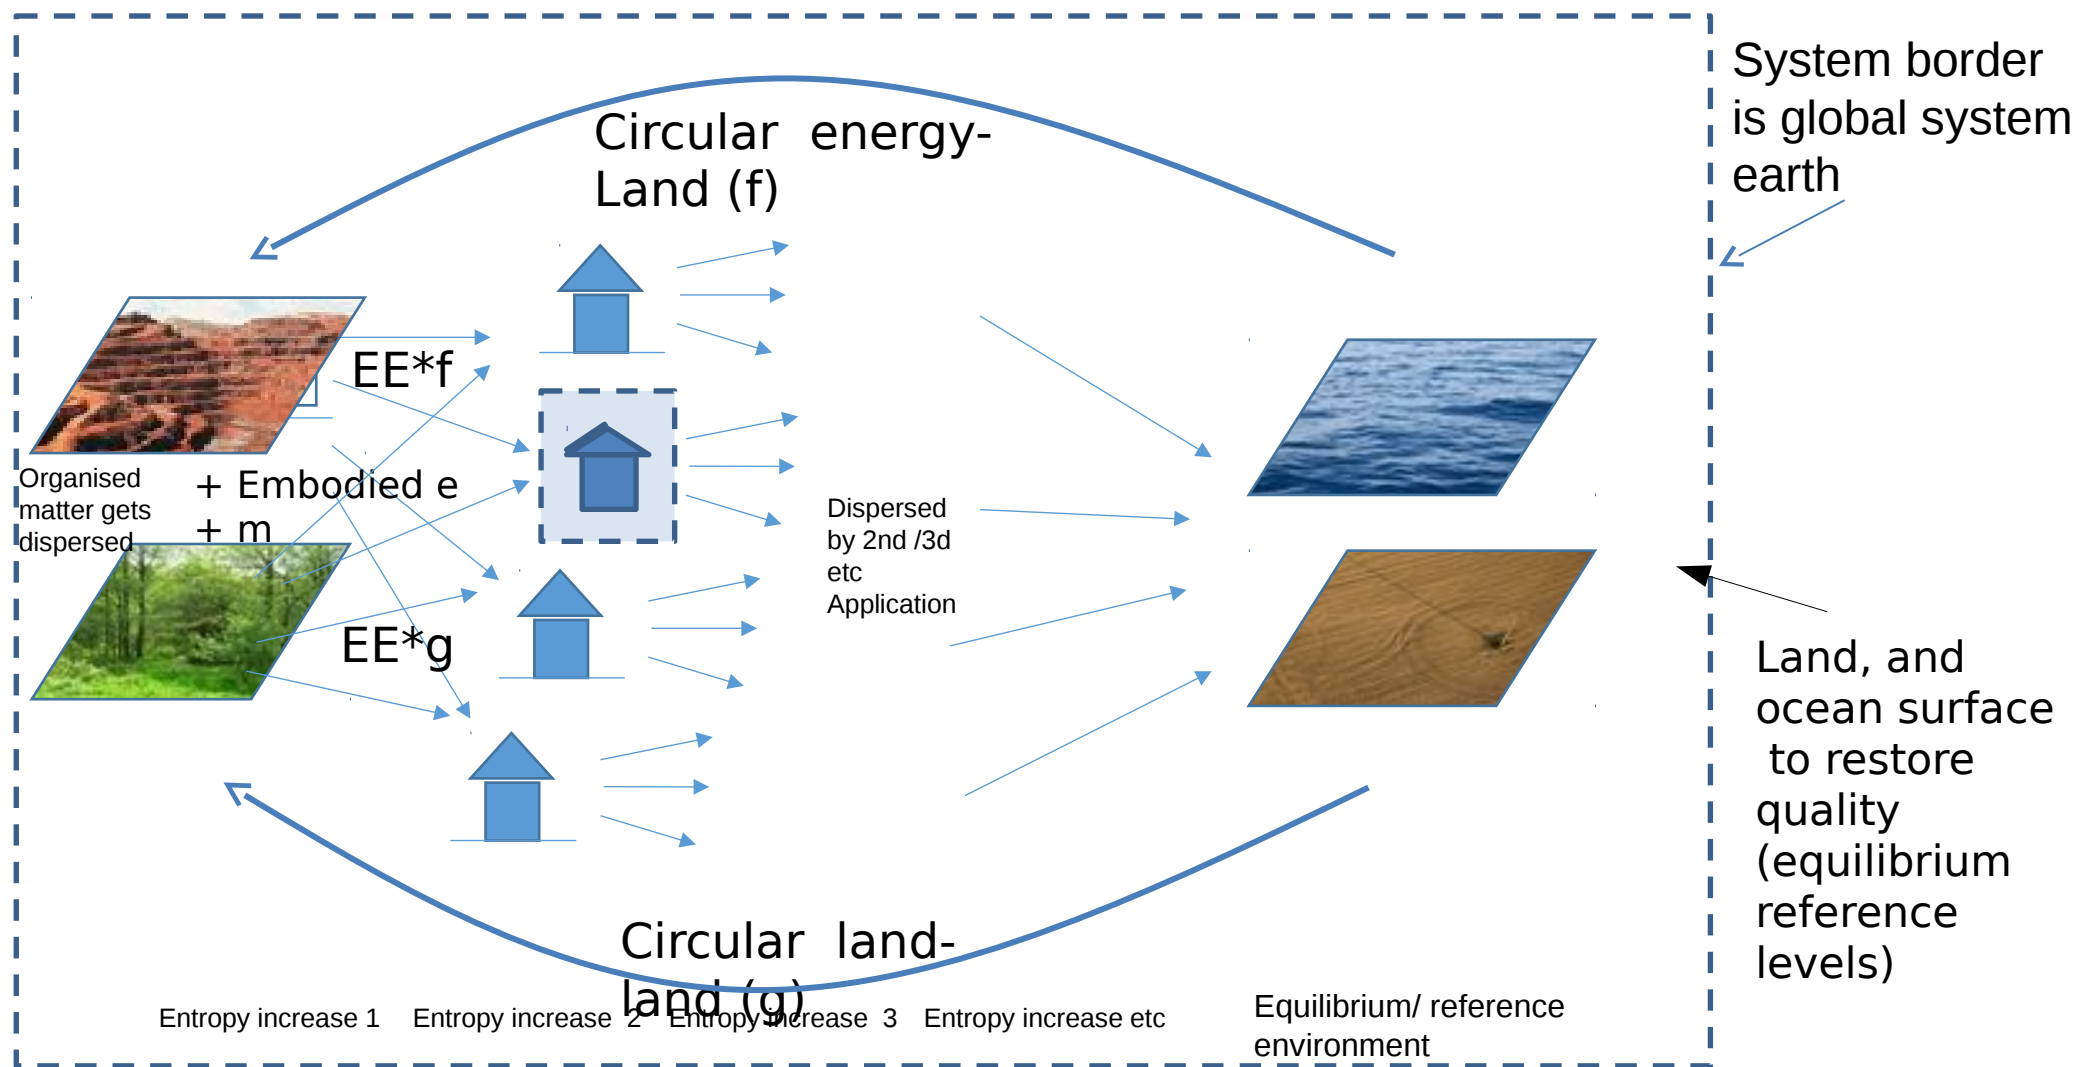 System border
is global system
earth
Circular energy-
Land (f)
EE*f
Organised
matter gets
dispersed
+ Embodied e
+ m
Dispersed
by 2nd /3d
etc
Application
EE*g
Land, and
ocean surface
to restore
quality
(equilibrium
reference
levels)
Circular land-
land (g)
Entropy increase 1
Entropy increase 2
Entropy increase 3
Entropy increase etc
Equilibrium/ reference
environment